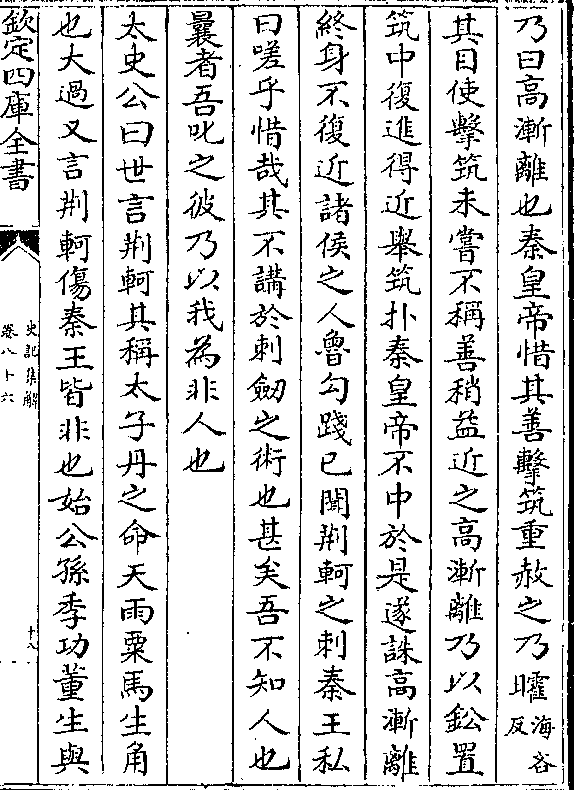 乃曰高漸離也秦皇帝惜其善擊筑重赦之乃矐海各反
其目使擊筑未嘗不稱善稍益近之高漸離乃以鈆置
筑中復進得近舉筑扑秦皇帝不中於是遂誅高漸離
終身不復近諸侯之人魯勾踐已聞荆軻之刺秦王私
曰嗟乎惜哉其不講於刺劒之術也甚矣吾不知人也
曩者吾叱之彼乃以我為非人也
太史公曰世言荆軻其稱太子丹之命天雨粟馬生角
也大過又言荆軻傷秦王皆非也始公孫季功董生與
欽定四庫全書
史記集解
卷八十六
十八